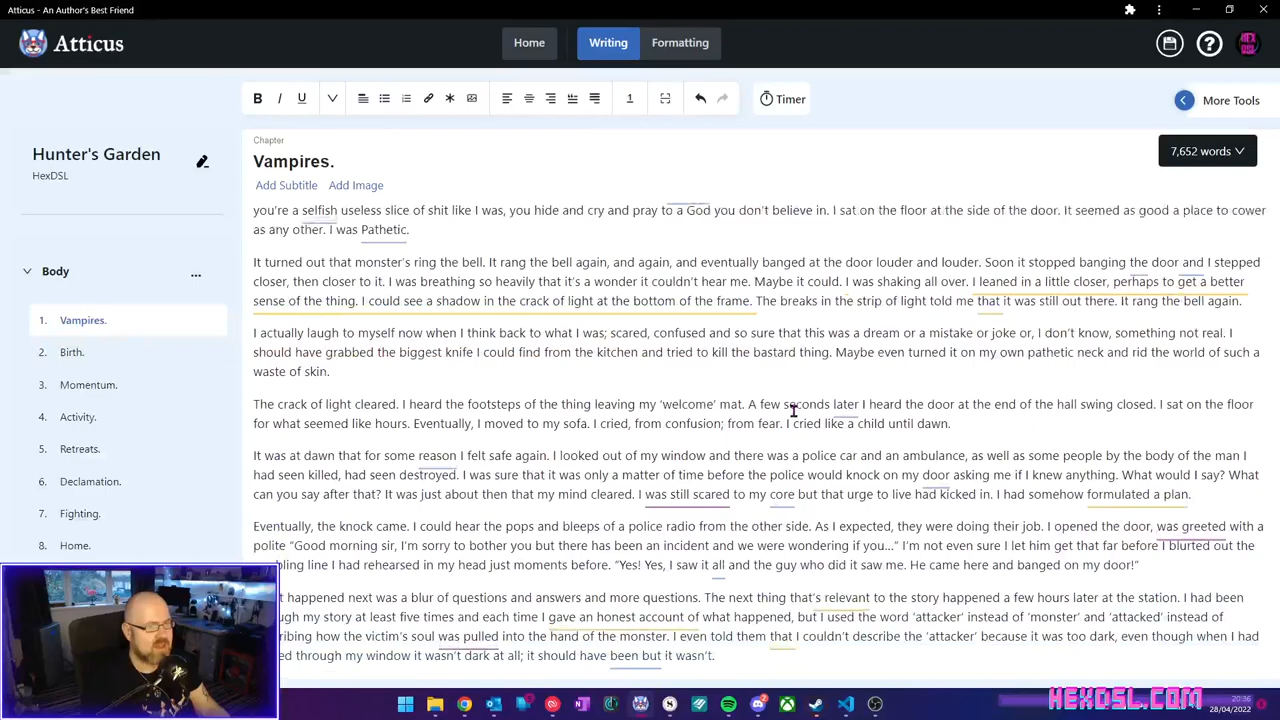 Atticus - An Author's Best Friend
Atticus
Home
Writing
Formatting
HEX
DSL
B I U
1
Timer
More Tools
Hunter's Garden
HexDSL
Body
1. Vampires.
2. Birth.
3. Momentum.
4. Activity.
5. Retreats.
6. Declamation.
7. Fighting.
8. Home.
Chapter
Vampires.
7,652 words
Add Subtitle Add Image
you're a selfish useless slice of shit like I was, you hide and cry and pray to a God you don't believe in. I sat on the floor at the side of the door. It seemed as good a place to cower
as any other. I was Pathetic.
It turned out that monster's ring the bell. It rang the bell again, and again, and eventually banged at the door louder and louder. Soon it stopped banging the door and I stepped
closer, then closer to it. I was breathing so heavily that it's a wonder it couldn't hear me. Maybe it could. I was shaking all over. I leaned in a little closer, perhaps to get a better
sense of the thing. I could see a shadow in the crack of light at the bottom of the frame. The breaks in the strip of light told me that it was still out there. It rang the bell again.
I actually laugh to myself now when I think back to what I was; scared, confused and so sure that this was a dream or a mistake or joke or, I don't know, something not real. I
should have grabbed the biggest knife I could find from the kitchen and tried to kill the bastard thing. Maybe even turned it on my own pathetic neck and rid the world of such a
waste of skin.
The crack of light cleared. I heard the footsteps of the thing leaving my 'welcome' mat. A few seconds later I heard the door at the end of the hall swing closed. I sat on the floor
for what seemed like hours. Eventually, I moved to my sofa. I cried, from confusion; from fear. I cried like a child until dawn.
It was at dawn that for some reason I felt safe again. I looked out of my window and there was a police car and an ambulance, as well as some people by the body of the man I
had seen killed, had seen destroyed. I was sure that it was only a matter of time before the police would knock on my door asking me if I knew anything. What would I say? What
can you say after that? It was just about then that my mind cleared. I was still scared to my core but that urge to live had kicked in. I had somehow formulated a plan.
Eventually, the knock came. I could hear the pops and bleeps of a police radio from the other side. As I expected, they were doing their job. I opened the door, was greeted with a
polite "Good morning sir, I'm sorry to bother you but there has been an incident and we were wondering if you..." I'm not even sure I let him get that far before I blurted out the
bling line I had rehearsed in my head just moments before. "Yes! Yes, I saw it all and the guy who did it saw me. He came here and banged on my door!"
t happened next was a blur of questions and answers and more questions. The next thing that's relevant to the story happened a few hours later at the station. I had been
ugh my story at least five times and each time I gave an honest account of what happened, but I used the word 'attacker' instead of 'monster' and 'attacked' instead of
ribing how the victim's soul was pulled into the hand of the monster. I even told them that I couldn't describe the 'attacker' because it was too dark, even though when I had
ed through my window it wasn't dark at all; it should have been but it wasn't.
HEXDSL.COM
20:36
28/04/2022